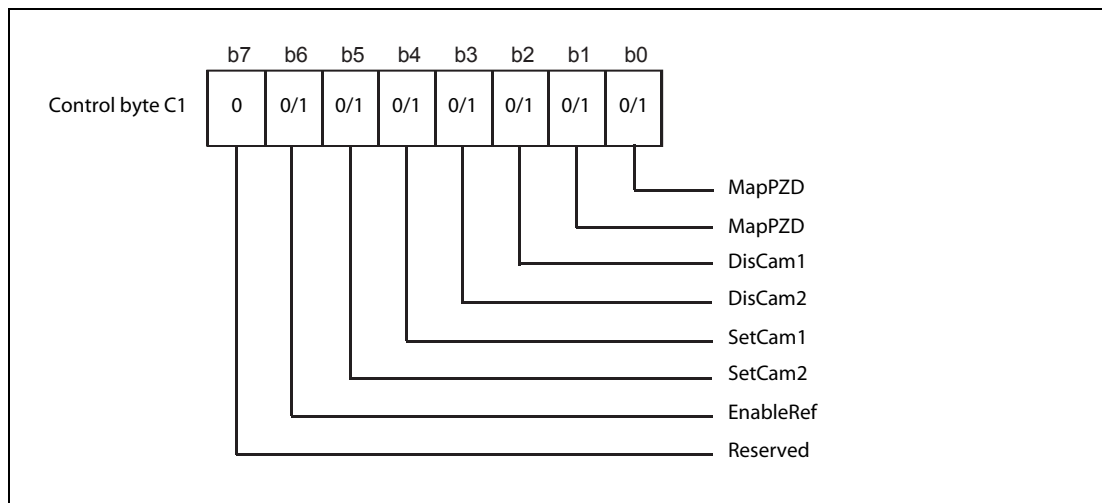 b7 b6 b5 b4 b3 b2 b1 b0
Control byte C1 0 0/1 0/1 0/1 0/1 0/1 0/1 0/1
MapPZD
MapPZD
DisCam1
DisCam2
SetCam1
SetCam2
EnableRef
Reserved